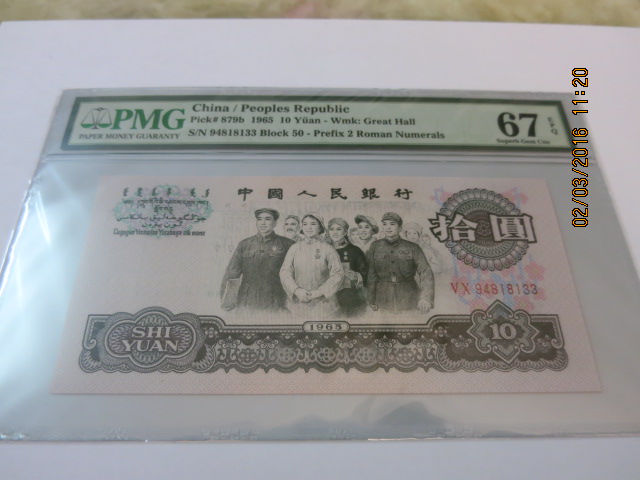 PMG
PAPER MONEY GUARANTY
China / Peoples Republic
Pick# 879b 1965 10 Yüan - Wmk: Great Hall
S/N 94818133 Block 50 - Prefix 2 Roman Numerals
67 EPQ
Superb Gem Unc
中國人民銀行
拾圓
VX 94818133
1965
SHI
YUAN
10
02/03/2016 11:20